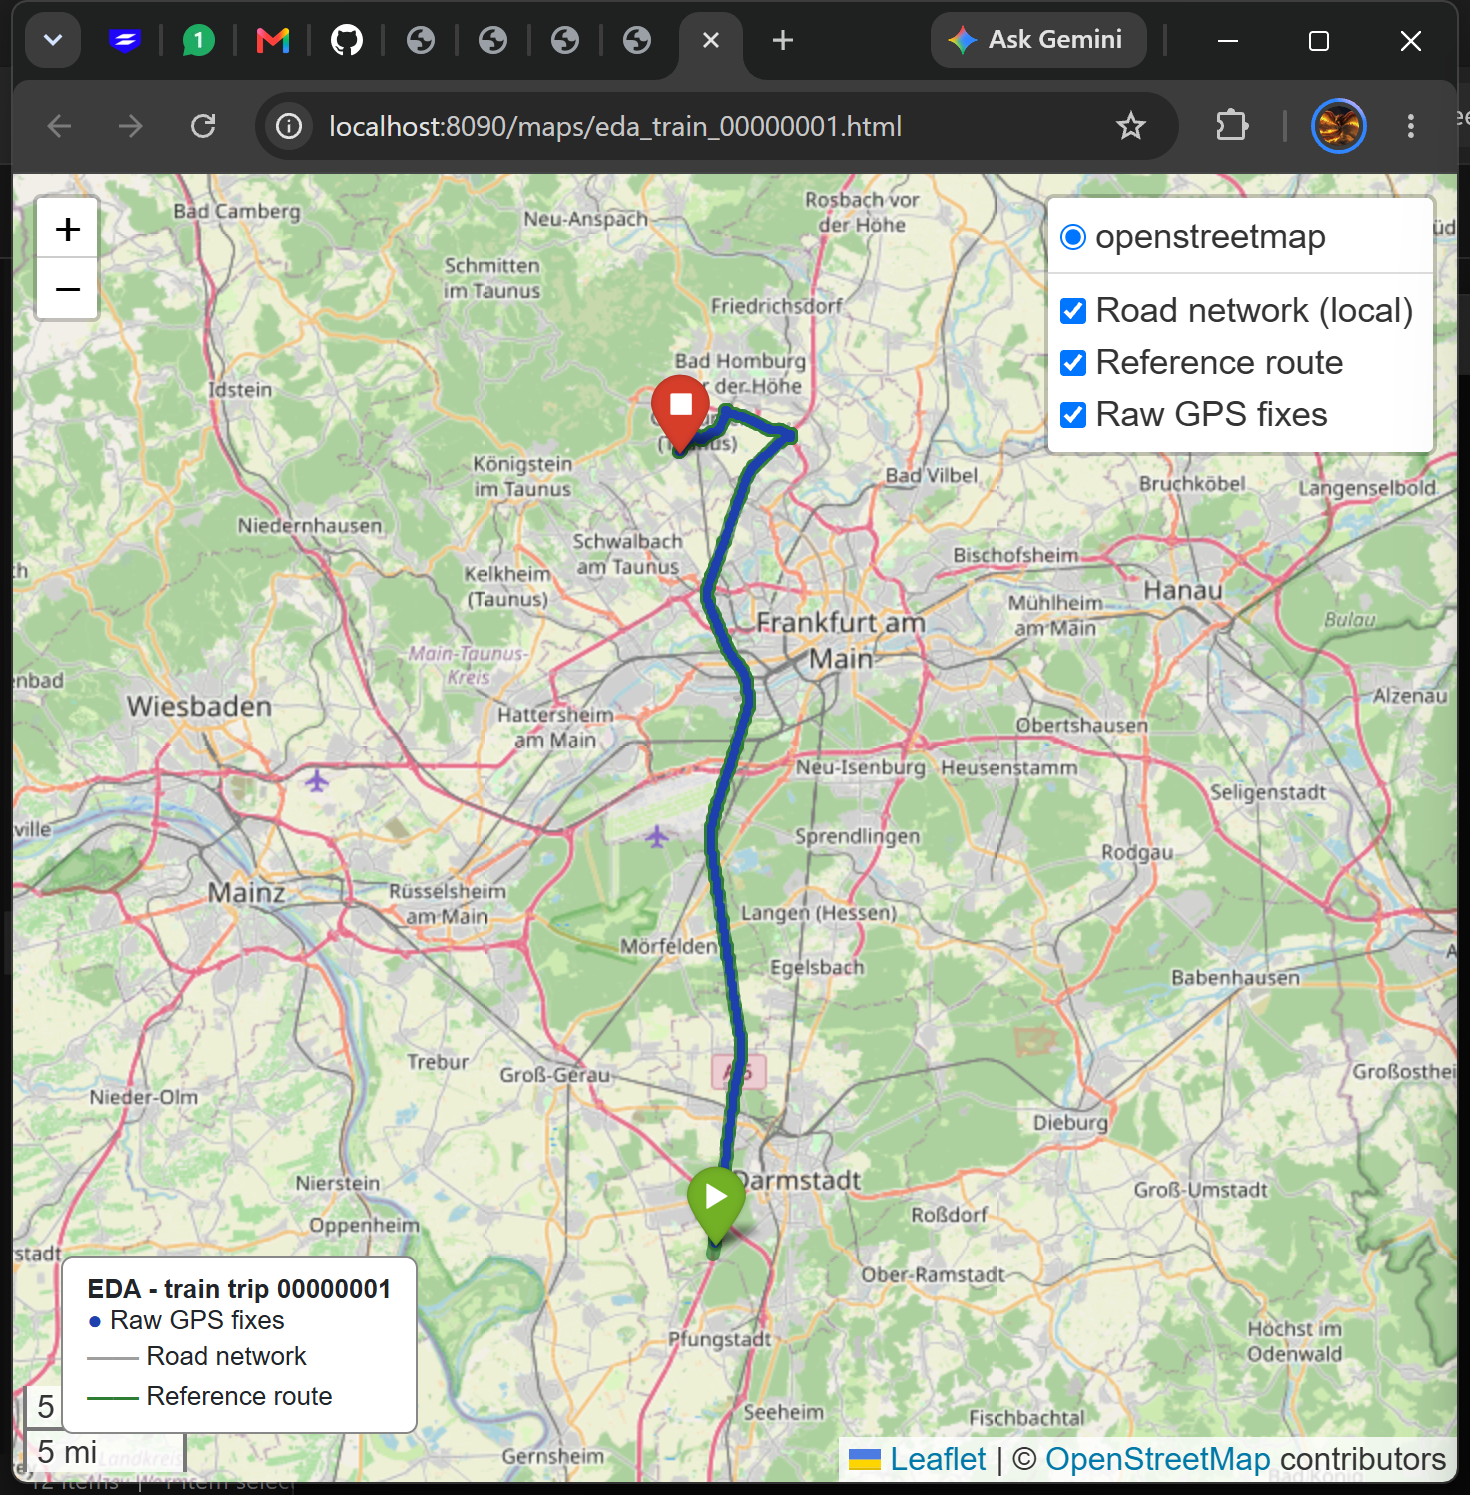 1
Ask Gemini
localhost:8090/maps/eda_train_00000001.html
+
−
openstreetmap
Road network (local)
Reference route
Raw GPS fixes
Bad Camberg
Neu-Anspach
Rosbach vor
der Höhe
Schmitten
im Taunus
Friedrichsdorf
Bad Homburg
der Höhe
Idstein
Königstein
im Taunus
Bad Vilbel
Bruchköbel
Langenselbold
Niedernhausen
Schwalbach
am Taunus
Bischofsheim
Kelkheim
(Taunus)
Hanau
Mühlheim
am Main
Bulau
Frankfurt am
Main
Main-Taunus-
Kreis
Wiesbaden
Alzenau
Hattersheim
am Main
Obertshausen
Neu-Isenburg
Heusenstamm
Seligenstadt
Sprendlingen
Rodgau
Mainz
Rüsselsheim
am Main
Langen (Hessen)
Mörfelden
Egelsbach
Babenhausen
Trebur
Groß-Gerau
A 5
Großosthei
Nieder-Olm
Dieburg
Nierstein
Darmstadt
Groß-Umstadt
Oppenheim
Roßdorf
Ober-Ramstadt
Pfungstadt
Höchst im
Odenwald
Seeheim
Fischbachtal
Gernsheim
EDA - train trip 00000001
Raw GPS fixes
Road network
Reference route
5
5 mi
Leaflet | © OpenStreetMap contributors